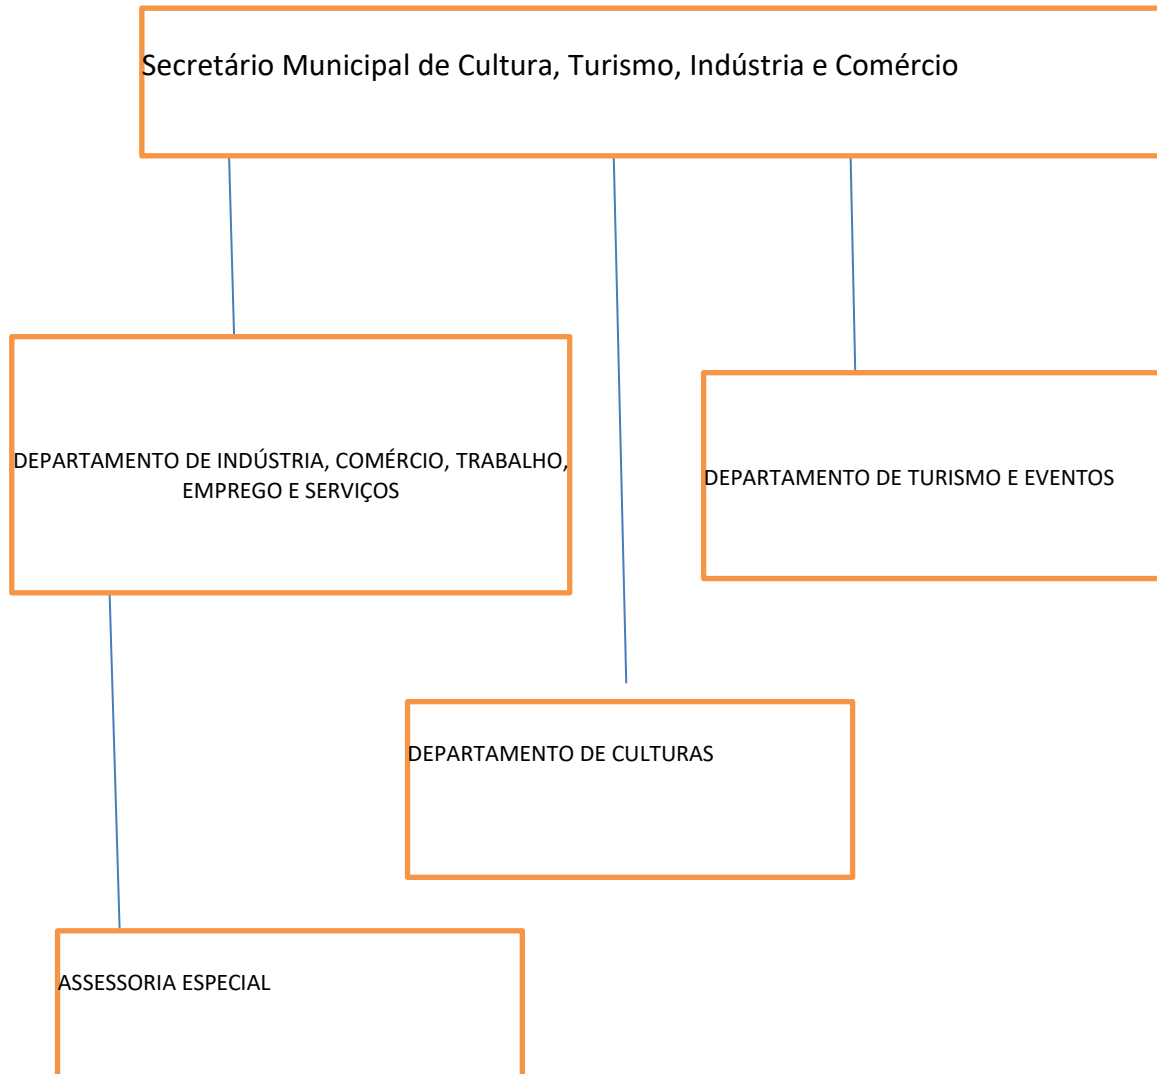 Secretário Municipal de Cultura, Turismo, Indústria e Comércio
DEPARTAMENTO DE INDÚSTRIA, COMÉRCIO, TRABALHO,
EMPREGO E SERVIÇOS
DEPARTAMENTO DE TURISMO E EVENTOS
DEPARTAMENTO DE CULTURAS
ASSESSORIA ESPECIAL